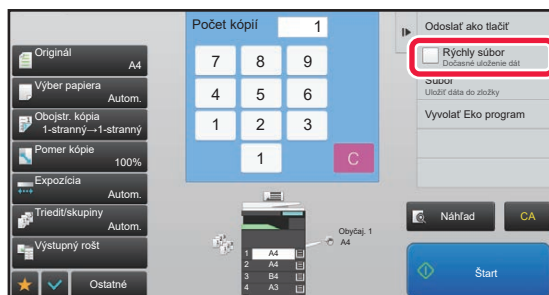 Originál
A4
Výber papiera
Autom.
Obojstr. kópia
1-stranný→1-stranný
Pomer kópie
100%
Expozícia
Autom.
Triediť/skupiny
Autom.
Výstupný rošt
Ostatné
Počet kópií 1
7 8 9
4 5 6
1 2 3
1 C
Obyčaj. 1
A4
1 A4
2 A4
3 B4
4 A3
Odoslať ako tlačiť
Rýchly súbor
Dočasné uloženie dát
Súbor
Uložiť dáta do zložky
Vyvolať Eko program
Náhľad CA
Štart